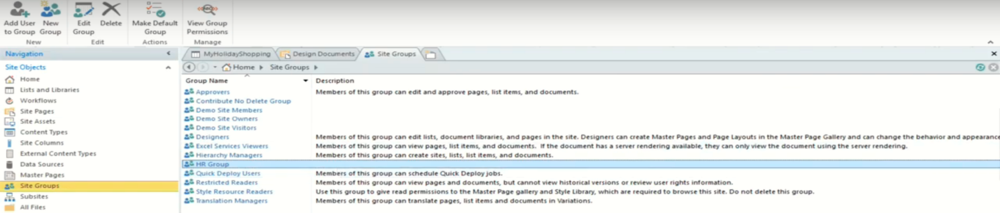 Add User to Group
New Group
Edit Group
Delete
Make Default Group
View Group Permissions
New
Edit
Actions
Manage
Navigation
Site Objects
Home
Lists and Libraries
Workflows
Site Pages
Site Assets
Content Types
Site Columns
External Content Types
Data Sources
Master Pages
Site Groups
Subsites
All Files
MyHolidayShopping
Design Documents
Site Groups
Home
Site Groups
Group Name Description
Approvers Members of this group can edit and approve pages, list items, and documents.
Contribute No Delete Group
Demo Site Members
Demo Site Owners
Demo Site Visitors
Designers Members of this group can edit lists, document libraries, and pages in the site. Designers can create Master Pages and Page Layouts in the Master Page Gallery and can change the behavior and appearance
Excel Services Viewers Members of this group can view pages, list items, and documents. If the document has a server rendering available, they can only view the document using the server rendering.
Hierarchy Managers Members of this group can create sites, lists, list items, and documents.
HR Group
Quick Deploy Users Members of this group can schedule Quick Deploy jobs.
Restricted Readers Members of this group can view pages and documents, but cannot view historical versions or review user rights information.
Style Resource Readers Use this group to give read permissions to the Master Page gallery and Style Library, which are required to browse this site. Do not delete this group.
Translation Managers Members of this group can translate pages, list items and documents in Variations.